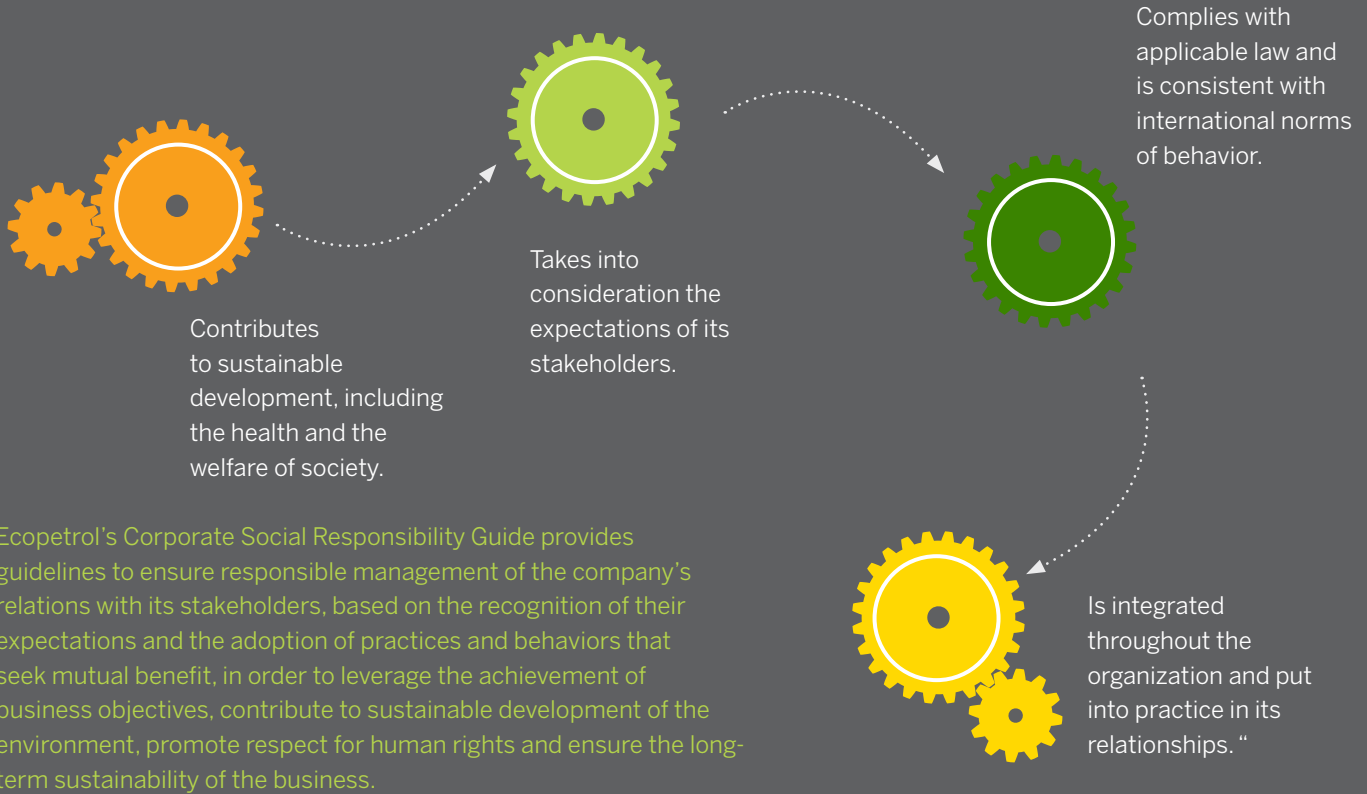 Contributes
to sustainable
development, including
the health and the
welfare of society.
Takes into
consideration the
expectations of its
stakeholders.
Complies with
applicable law and
is consistent with
international norms
of behavior.
Is integrated
throughout the
organization and put
into practice in its
relationships. “
Ecopetrol’s Corporate Social Responsibility Guide provides
guidelines to ensure responsible management of the company’s
relations with its stakeholders, based on the recognition of their
expectations and the adoption of practices and behaviors that
seek mutual benefit, in order to leverage the achievement of
business objectives, contribute to sustainable development of the
environment, promote respect for human rights and ensure the long-
term sustainability of the business.